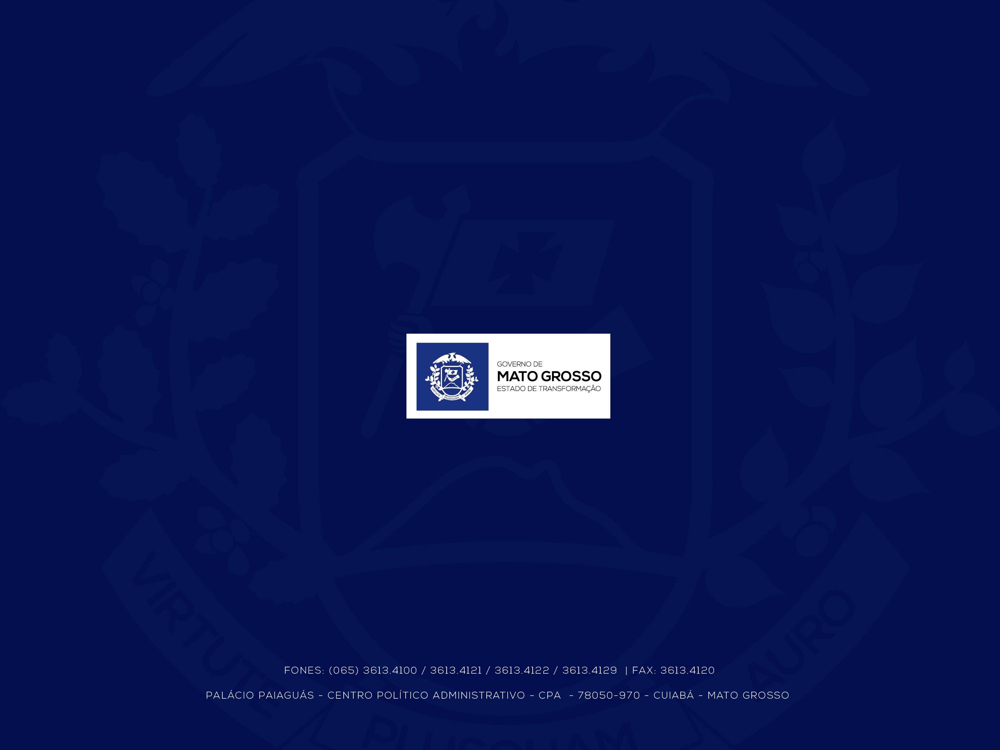 GOVERNO DE
MATO GROSSO
ESTADO DE TRANSFORMAÇÃO
VIRTUTE PLUSQUAM AURO
VIRTUTE
PLUSQUAM
AURO
FONES: (065) 3613.4100 / 3613.4121 / 3613.4122 / 3613.4129 | FAX: 3613.4120
PALÁCIO PAIAGUÁS - CENTRO POLÍTICO ADMINISTRATIVO - CPA - 78050-970 - CUIABÁ - MATO GROSSO